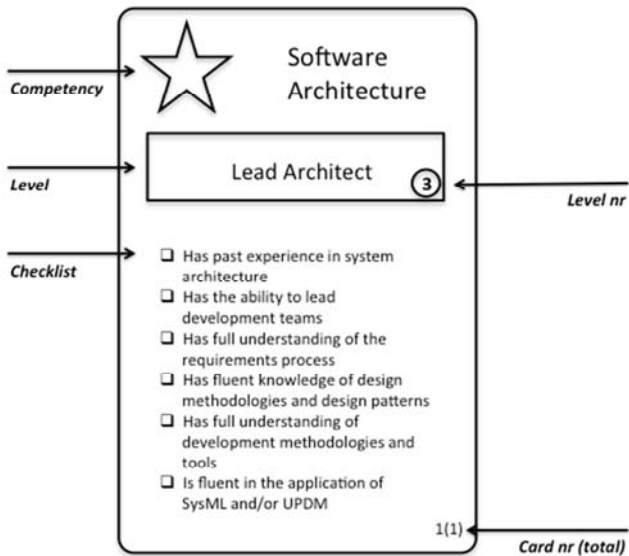 Software
Architecture
Competency
Lead Architect
3
Level
Level nr
Checklist
❑ Has past experience in system
architecture
❑ Has the ability to lead
development teams
❑ Has full understanding of the
requirements process
❑ Has fluent knowledge of design
methodologies and design patterns
❑ Has full understanding of
development methodologies and
tools
❑ Is fluent in the application of
SysML and/or UPDM
1(1)
Card nr (total)